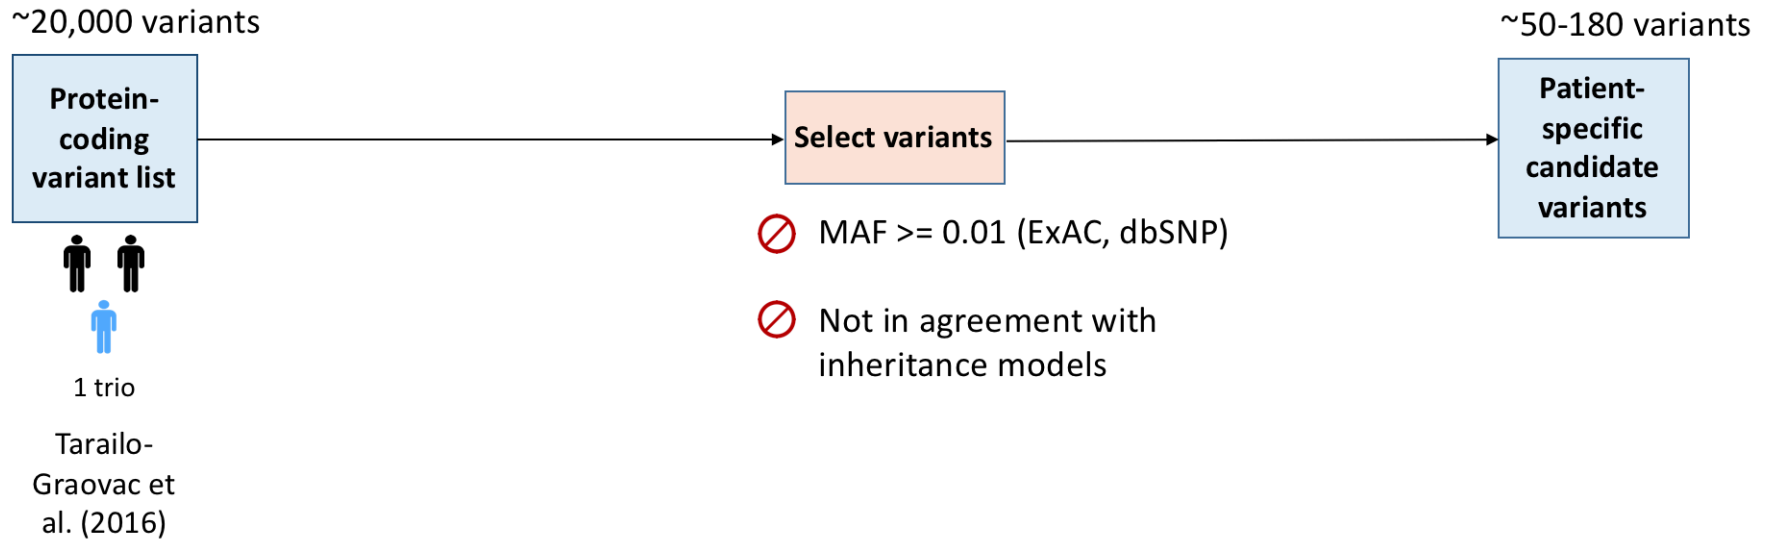 ~20,000 variants
Protein-
coding
variant list
1 trio
Tarailo-
Graovac et
al. (2016)
Select variants
MAF >= 0.01 (ExAC, dbSNP)
Not in agreement with
inheritance models
~50-180 variants
Patient-
specific
candidate
variants